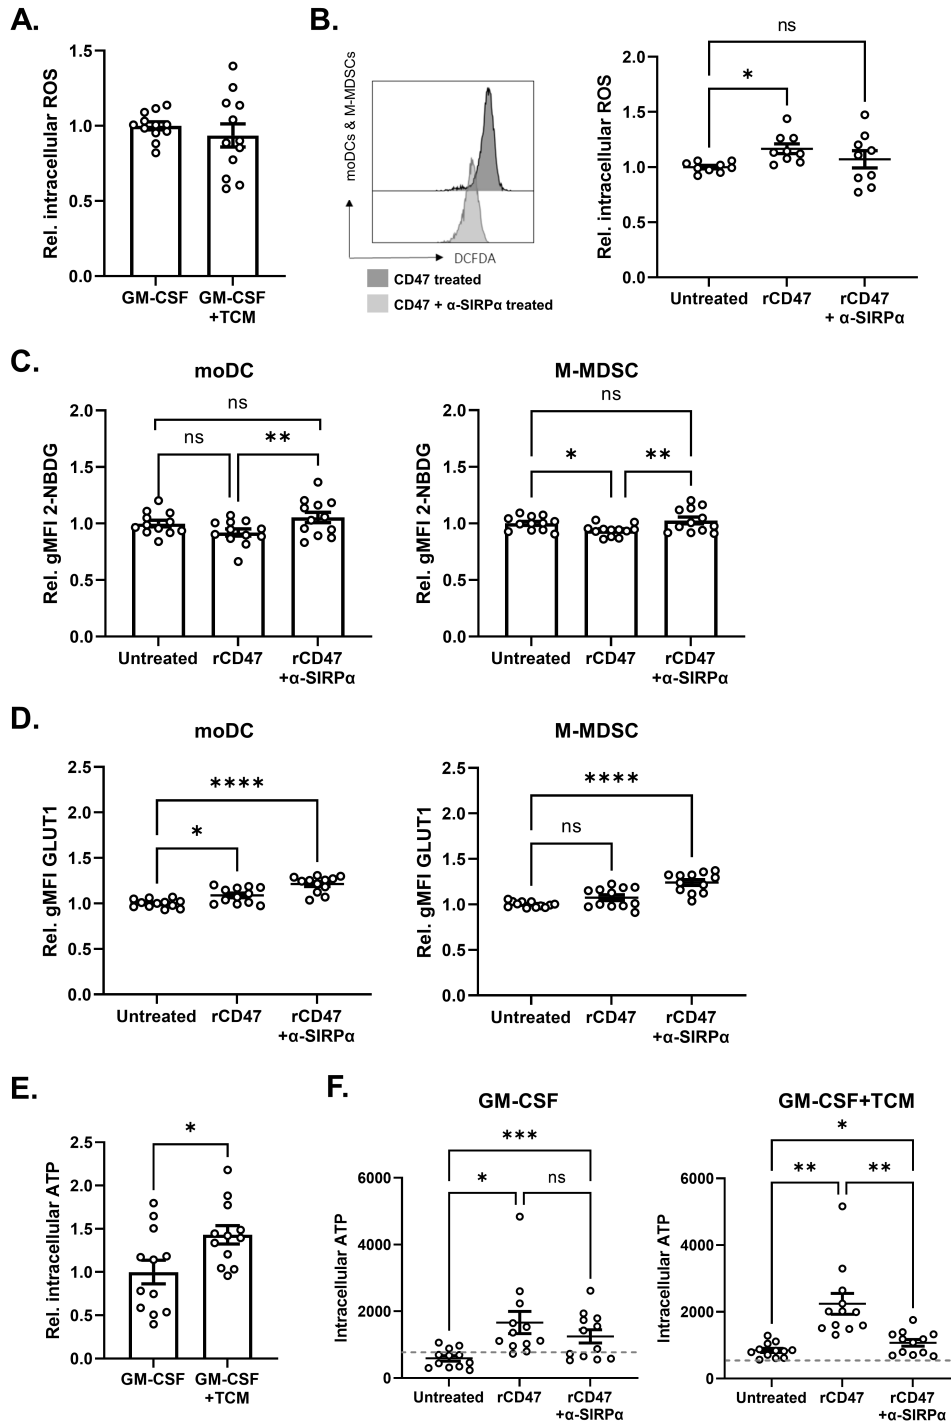 A.
Rel. intracellular ROS
1.5
1.0
0.5
0.0
GM-CSF
GM-CSF
+TCM
B.
moDCs & M-MDSCs
DCFDA
CD47 treated
CD47 + α-SIRPα treated
Rel. intracellular ROS
2.0
1.5
1.0
0.5
0.0
ns
*
Untreated
rCD47
rCD47
+ α-SIRPα
C.
moDC
Rel. gMFI 2-NBDG
2.0
1.5
1.0
0.5
0.0
ns
ns
**
Untreated
rCD47
rCD47
+α-SIRPα
M-MDSC
Rel. gMFI 2-NBDG
2.0
1.5
1.0
0.5
0.0
ns
*
**
Untreated
rCD47
rCD47
+α-SIRPα
D.
moDC
Rel. gMFI GLUT1
2.5
2.0
1.5
1.0
0.5
0.0
****
*
Untreated
rCD47
rCD47
+α-SIRPα
M-MDSC
Rel. gMFI GLUT1
2.5
2.0
1.5
1.0
0.5
0.0
****
ns
Untreated
rCD47
rCD47
+α-SIRPα
E.
Rel. intracellular ATP
2.5
2.0
1.5
1.0
0.5
0.0
*
GM-CSF
GM-CSF
+TCM
F.
GM-CSF
Intracellular ATP
6000
4000
2000
0
***
*
ns
Untreated
rCD47
rCD47
+α-SIRPα
GM-CSF+TCM
Intracellular ATP
6000
4000
2000
0
*
**
**
Untreated
rCD47
rCD47
+α-SIRPα